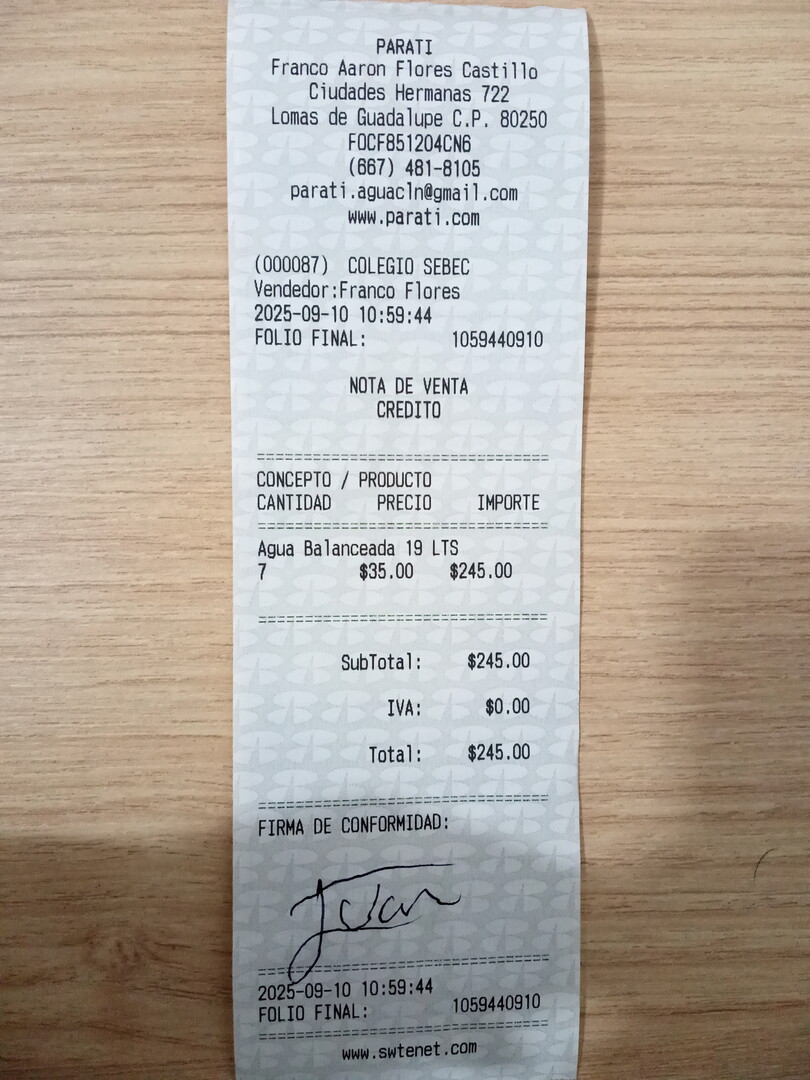 PARATI
Franco Aaron Flores Castillo
Ciudades Hermanas 722
Lomas de Guadalupe C.P. 80250
FOCF851204CN6
(667) 481-8105
parati.aguacln@gmail.com
www.parati.com
(000087) COLEGIO SEBEC
Vendedor:Franco Flores
2025-09-10 10:59:44
FOLIO FINAL: 1059440910
NOTA DE VENTA
CREDITO
================================
CONCEPTO / PRODUCTO
CANTIDAD PRECIO IMPORTE
================================
Agua Balanceada 19 LTS
7 $35.00 $245.00
================================
SubTotal: $245.00
IVA: $0.00
Total: $245.00
================================
FIRMA DE CONFORMIDAD:
================================
2025-09-10 10:59:44
FOLIO FINAL: 1059440910
================================
www.swtenet.com